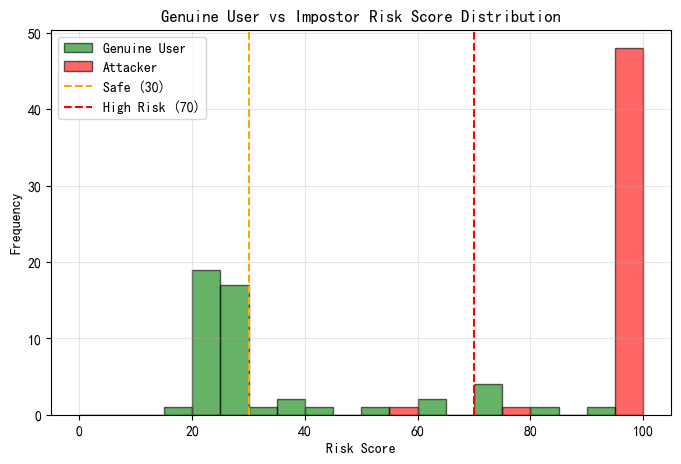 Genuine User vs Impostor Risk Score Distribution
Genuine User
Attacker
Safe (30)
High Risk (70)
50
40
30
20
10
0
Frequency
0 20 40 60 80 100
Risk Score